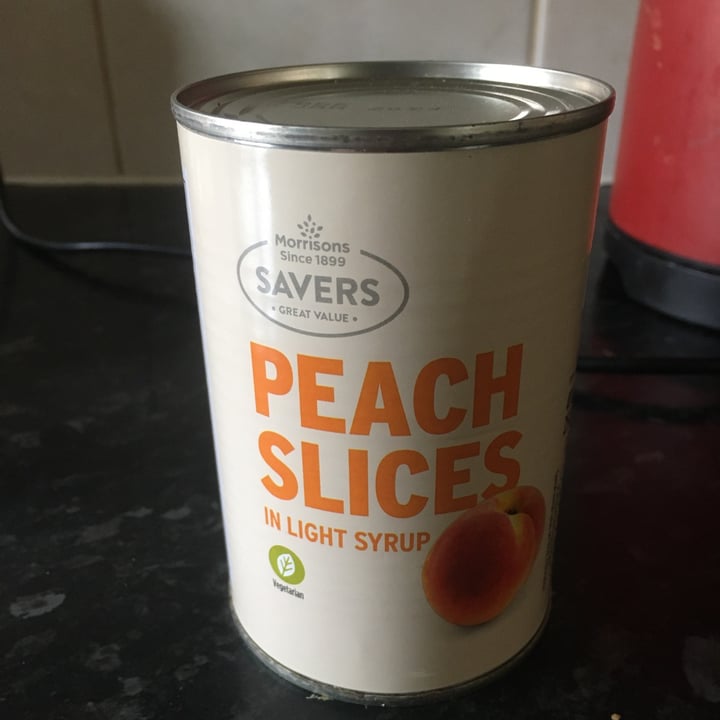 Morrisons
Since 1899
SAVERS
• GREAT VALUE •
PEACH
SLICES
IN LIGHT SYRUP
Vegetarian